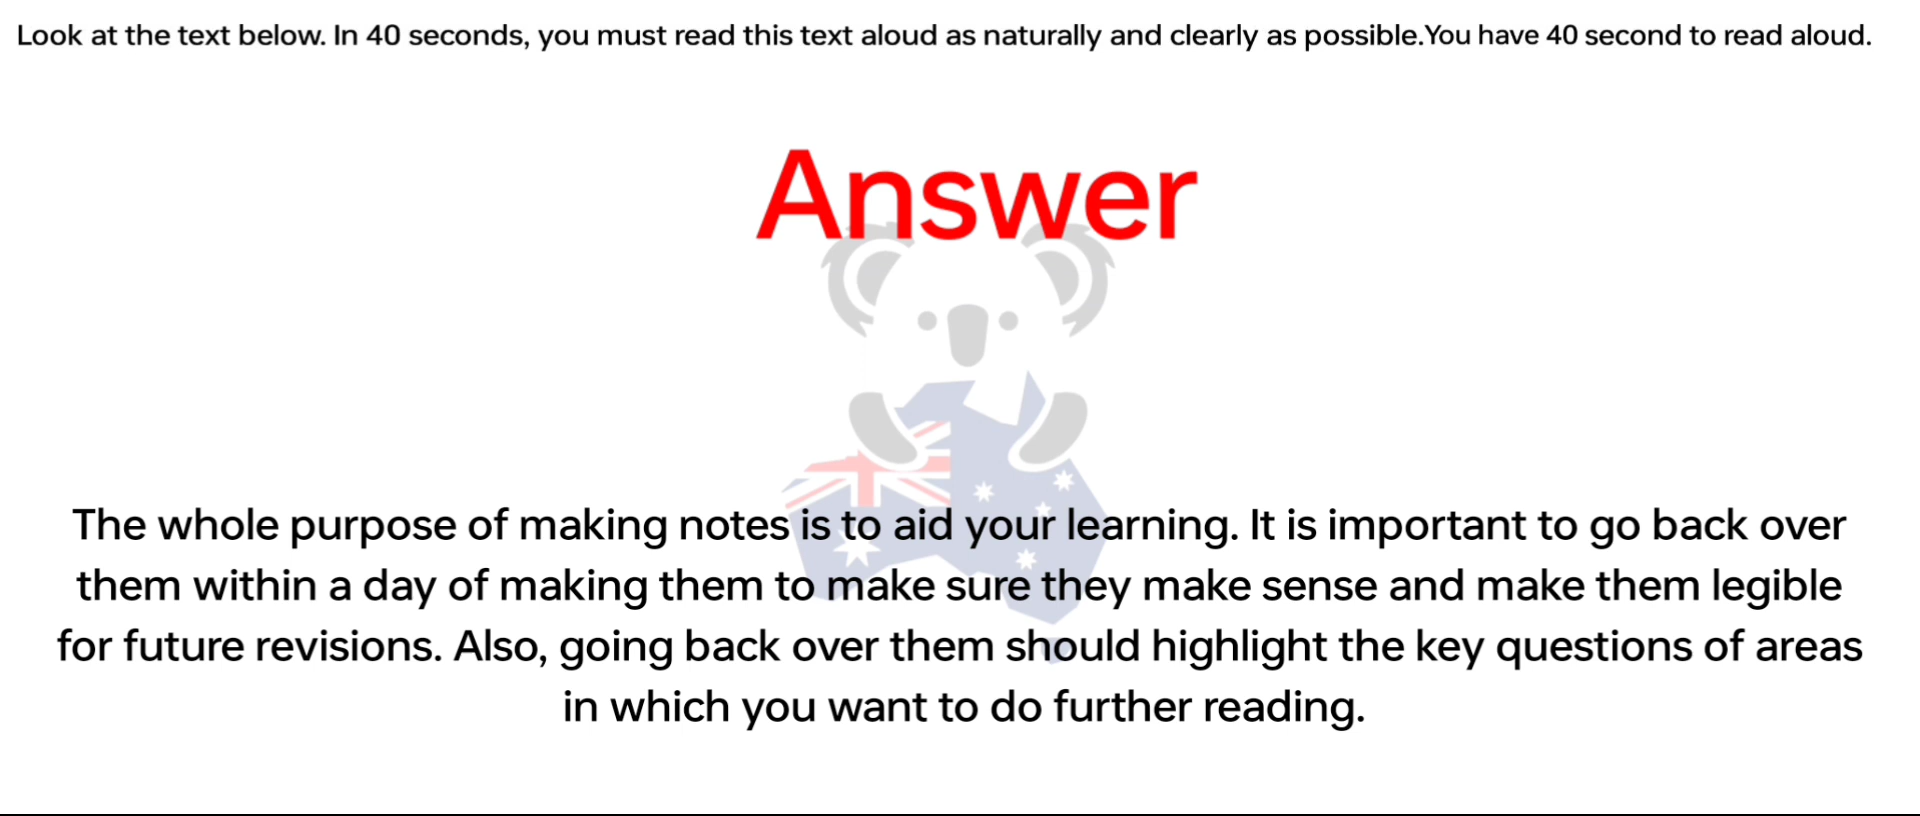 Look at the text below. In 40 seconds, you must read this text aloud as naturally and clearly as possible.You have 40 second to read aloud.
Answer
The whole purpose of making notes is to aid your learning. It is important to go back over
them within a day of making them to make sure they make sense and make them legible
for future revisions. Also, going back over them should highlight the key questions of areas
in which you want to do further reading.